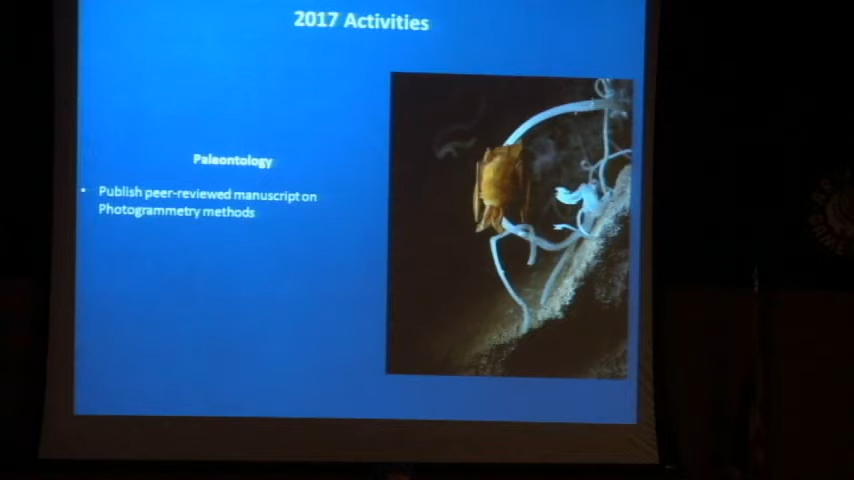 2017 Activities
Paleontology
• Publish peer-reviewed manuscript on
Photogrammetry methods